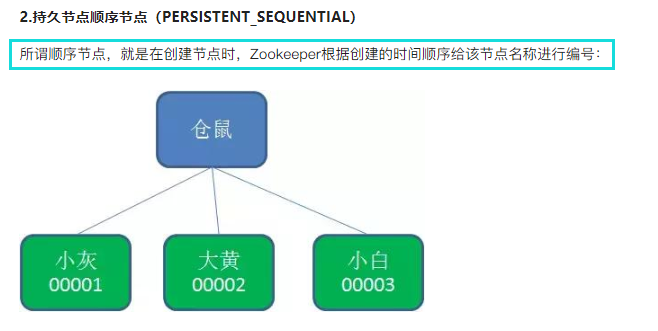 2.持久节点顺序节点（PERSISTENT_SEQUENTIAL）
所谓顺序节点，就是在创建节点时，Zookeeper根据创建的时间顺序给该节点名称进行编号：
仓鼠
小灰
00001
大黄
00002
小白
00003